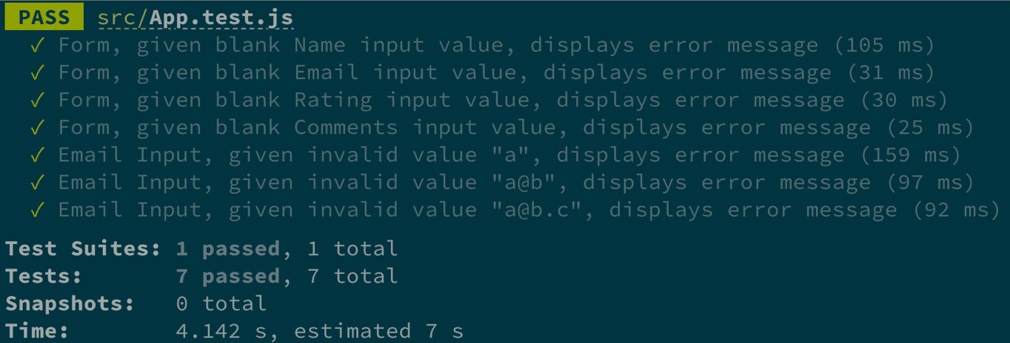 PASS src/App.test.js
✓ Form, given blank Name input value, displays error message (105 ms)
✓ Form, given blank Email input value, displays error message (31 ms)
✓ Form, given blank Rating input value, displays error message (30 ms)
✓ Form, given blank Comments input value, displays error message (25 ms)
✓ Email Input, given invalid value "a", displays error message (159 ms)
✓ Email Input, given invalid value "a@b", displays error message (97 ms)
✓ Email Input, given invalid value "a@b.c", displays error message (92 ms)
Test Suites: 1 passed, 1 total
Tests: 7 passed, 7 total
Snapshots: 0 total
Time: 4.142 s, estimated 7 s